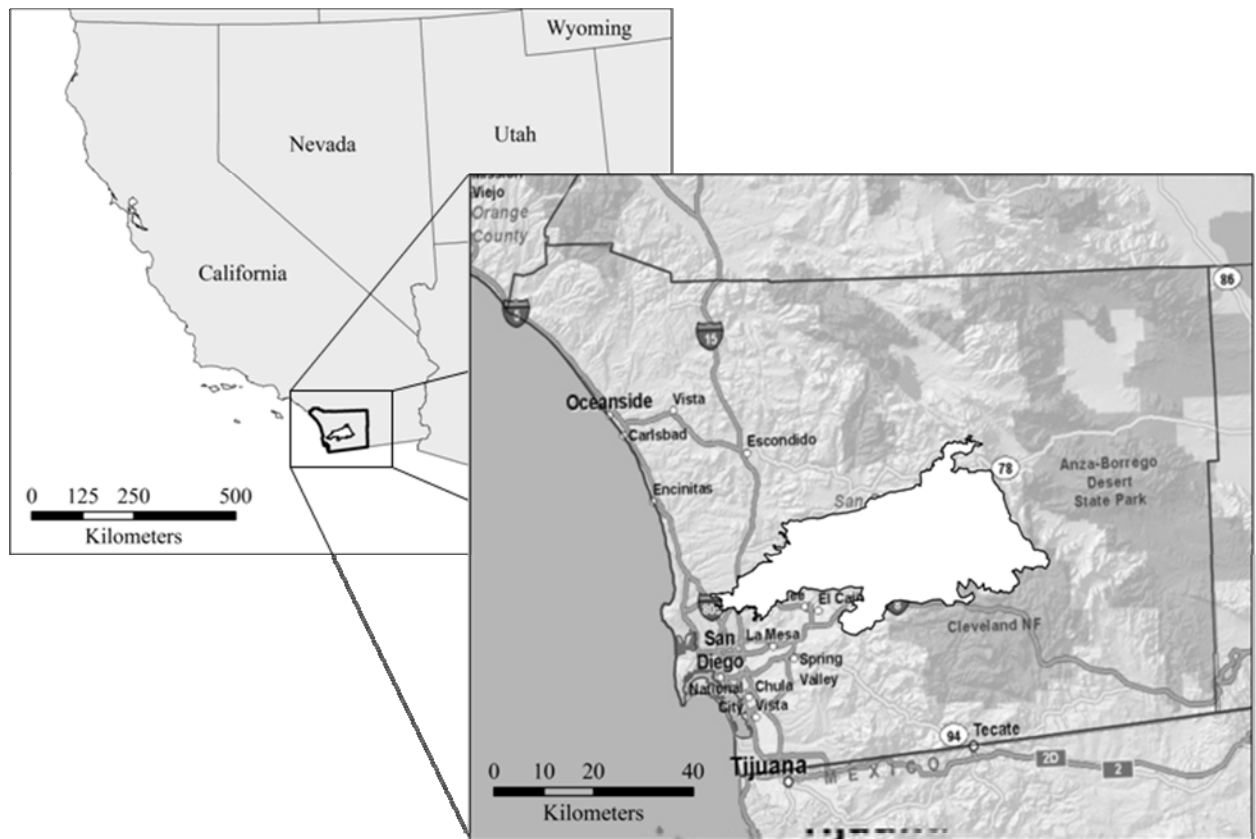 Wyoming
Nevada
Utah
California
0 125 250 500
Kilometers
Viejo
Orange
County
86
15
Oceanside
Vista
Carlsbad
Escondido
Encinitas
San
78
Anza-Borrego
Desert
State Park
El Cajo
Cleveland NF
San
Diego
La Mesa
Spring
Valley
National
City
Chula
Vista
94
Tecate
Tijuana
MEXICO
2D
2
0 10 20 40
Kilometers